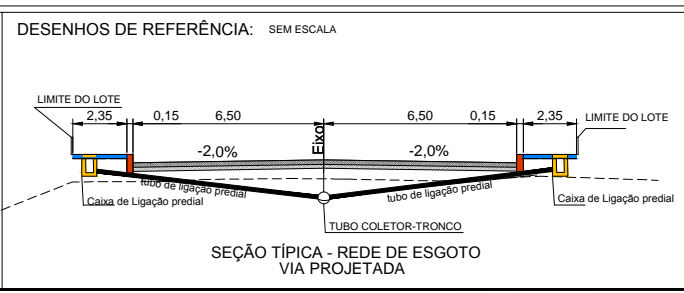 DESENHOS DE REFERÊNCIA: SEM ESCALA
LIMITE DO LOTE
2,35 0,15 6,50 6,50 0,15 2,35
LIMITE DO LOTE
Eixo
-2,0% -2,0%
tubo de ligação predial
tubo de ligação predial
Caixa de Ligação predial
Caixa de Ligação predial
TUBO COLETOR-TRONCO
SEÇÃO TÍPICA - REDE DE ESGOTO
VIA PROJETADA